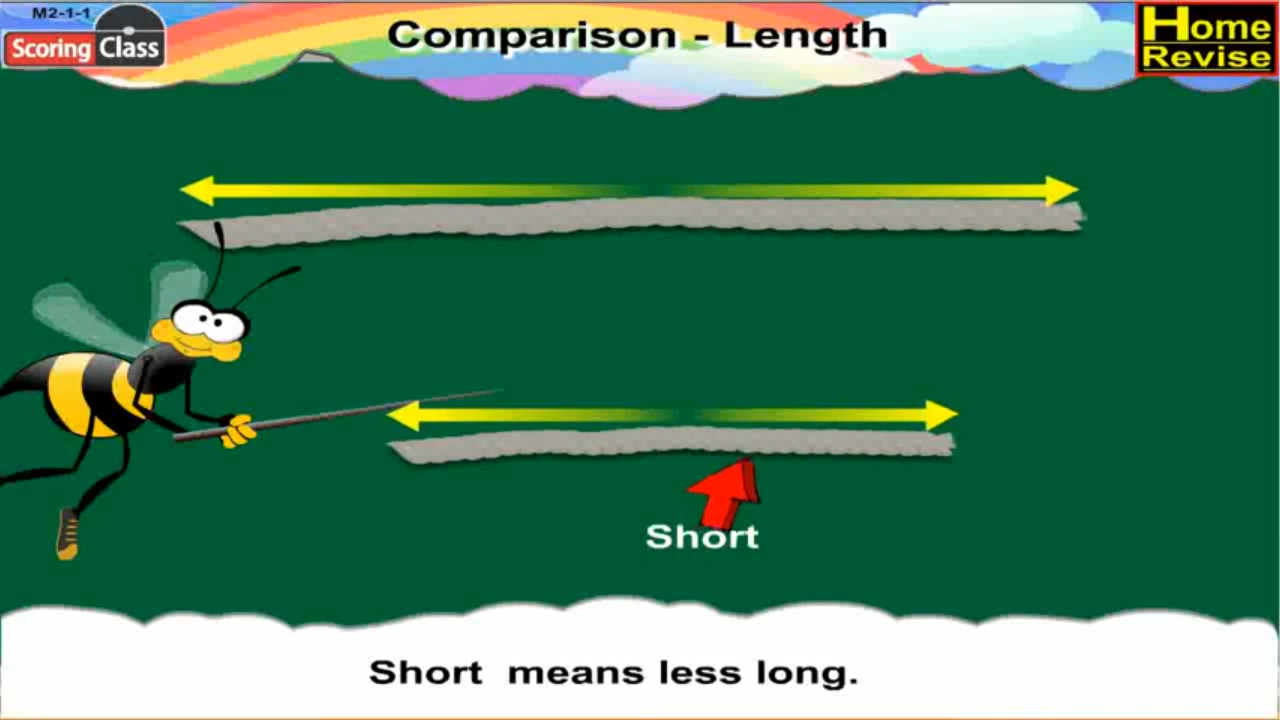 M2-1-1
Scoring Class
Comparison - Length
Home
Revise
Short
Short means less long.